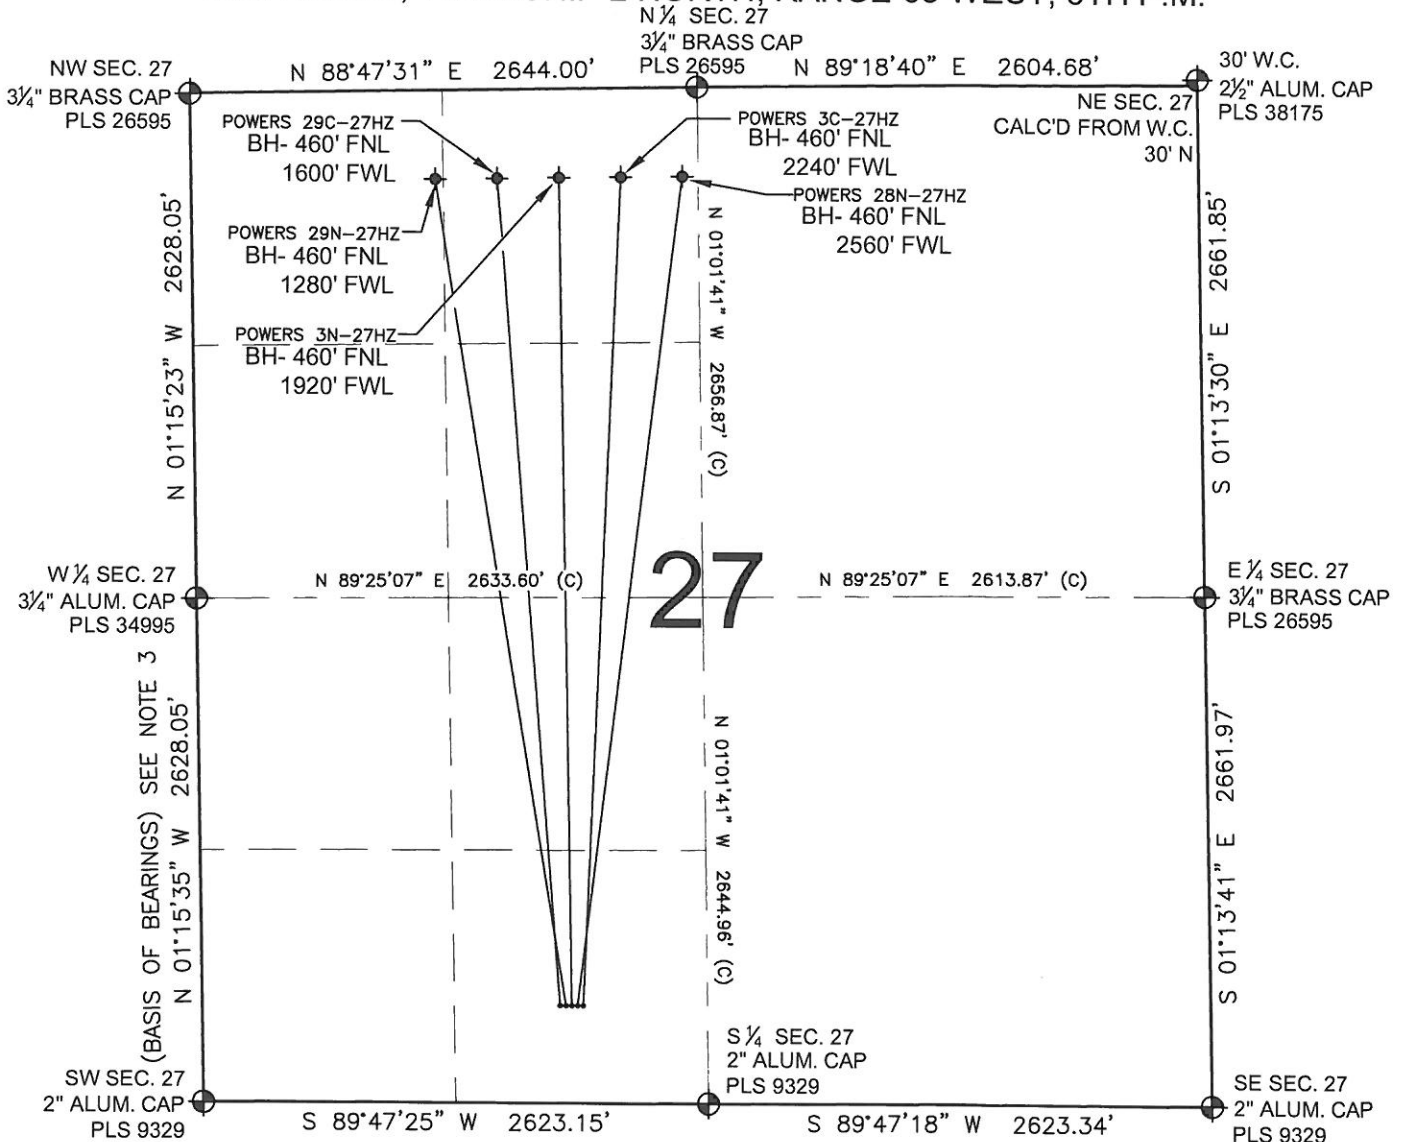 NORTH, RANGE 65 WEST, 6TH P.M.
N ¼ SEC. 27
3¼" BRASS CAP
PLS 26595
NW SEC. 27
3¼" BRASS CAP
PLS 26595
N 88°47'31" E 2644.00'
N 89°18'40" E 2604.68'
30' W.C.
2½" ALUM. CAP
PLS 38175
NE SEC. 27
CALC'D FROM W.C.
30' N
POWERS 29C-27HZ
BH- 460' FNL
1600' FWL
POWERS 3C-27HZ
BH- 460' FNL
2240' FWL
POWERS 28N-27HZ
BH- 460' FNL
2560' FWL
POWERS 29N-27HZ
BH- 460' FNL
1280' FWL
POWERS 3N-27HZ
BH- 460' FNL
1920' FWL
N 01°15'23" W 2628.05'
N 01°01'41" W 2656.87' (C)
S 01°13'30" E 2661.85'
W ¼ SEC. 27
3¼" ALUM. CAP
PLS 34995
N 89°25'07" E 2633.60' (C)
27
N 89°25'07" E 2613.87' (C)
E ¼ SEC. 27
3¼" BRASS CAP
PLS 26595
(BASIS OF BEARINGS) SEE NOTE 3
N 01°15'35" W 2628.05'
N 01°01'41" W 2644.96' (C)
S 01°13'41" E 2661.97'
SW SEC. 27
2" ALUM. CAP
PLS 9329
S ¼ SEC. 27
2" ALUM. CAP
PLS 9329
SE SEC. 27
2" ALUM. CAP
PLS 9329
S 89°47'25" W 2623.15'
S 89°47'18" W 2623.34'